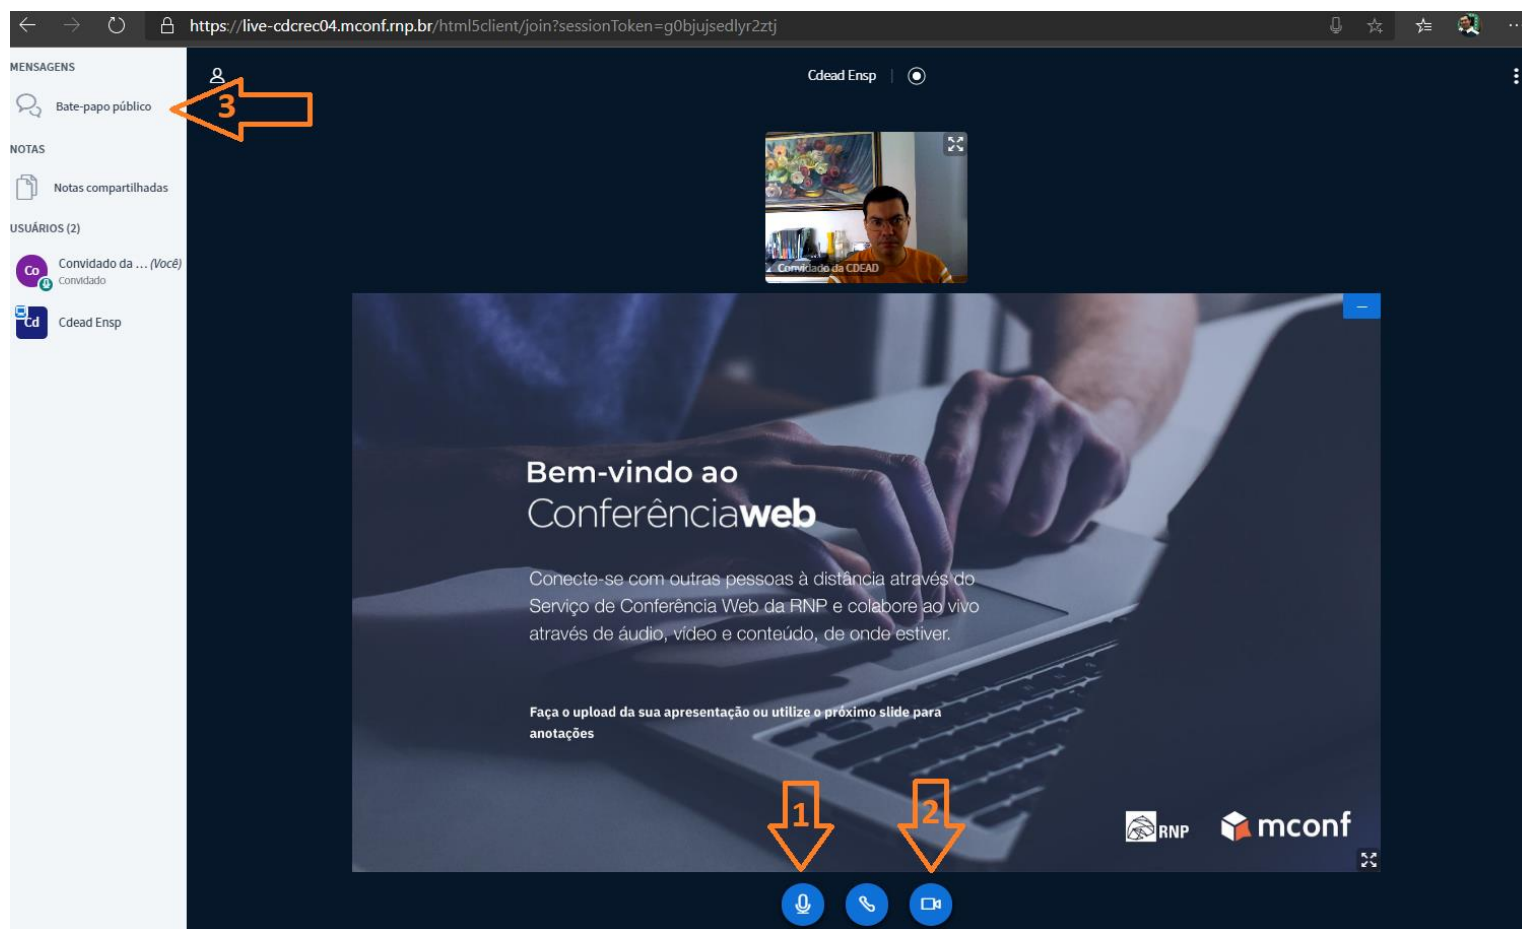 https://live-cdcrec04.mconf.rnp.br/html5client/join?sessionToken=g0bjujsedlyr2ztj
MENSAGENS
Bate-papo público
3
NOTAS
Notas compartilhadas
USUÁRIOS (2)
Co
Convidado da ... (Você)
Convidado
Cd
Cdead Ensp
Cdead Ensp
Convidado da CDEAD
Bem-vindo ao
Conferênciaweb
Conecte-se com outras pessoas à distância através do
Serviço de Conferência Web da RNP e colabore ao vivo
através de áudio, vídeo e conteúdo, de onde estiver.
Faça o upload da sua apresentação ou utilize o próximo slide para
anotações
1
2
RNP
mconf